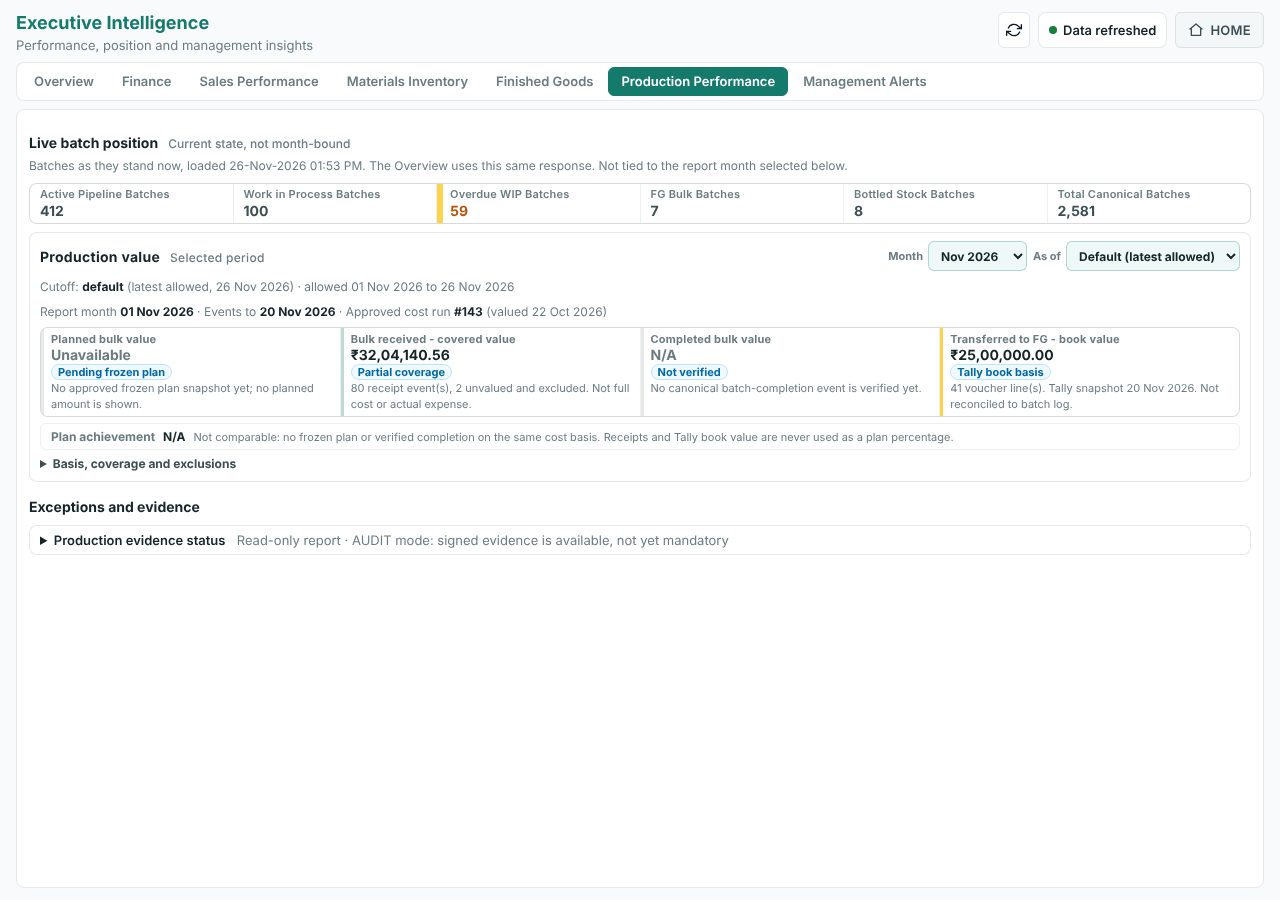 Executive Intelligence
Performance, position and management insights
Data refreshed
HOME
Overview
Finance
Sales Performance
Materials Inventory
Finished Goods
Production Performance
Management Alerts
Live batch position Current state, not month-bound
Batches as they stand now, loaded 26-Nov-2026 01:53 PM. The Overview uses this same response. Not tied to the report month selected below.
Active Pipeline Batches
412
Work in Process Batches
100
Overdue WIP Batches
59
FG Bulk Batches
7
Bottled Stock Batches
8
Total Canonical Batches
2,581
Production value Selected period
Month Nov 2026 As of Default (latest allowed)
Cutoff: default (latest allowed, 26 Nov 2026) · allowed 01 Nov 2026 to 26 Nov 2026
Report month 01 Nov 2026 · Events to 20 Nov 2026 · Approved cost run #143 (valued 22 Oct 2026)
Planned bulk value
Unavailable
Pending frozen plan
No approved frozen plan snapshot yet; no planned
amount is shown.
Bulk received - covered value
₹32,04,140.56
Partial coverage
80 receipt event(s), 2 unvalued and excluded. Not full
cost or actual expense.
Completed bulk value
N/A
Not verified
No canonical batch-completion event is verified yet.
Transferred to FG - book value
₹25,00,000.00
Tally book basis
41 voucher line(s). Tally snapshot 20 Nov 2026. Not
reconciled to batch log.
Plan achievement N/A Not comparable: no frozen plan or verified completion on the same cost basis. Receipts and Tally book value are never used as a plan percentage.
Basis, coverage and exclusions
Exceptions and evidence
Production evidence status Read-only report · AUDIT mode: signed evidence is available, not yet mandatory